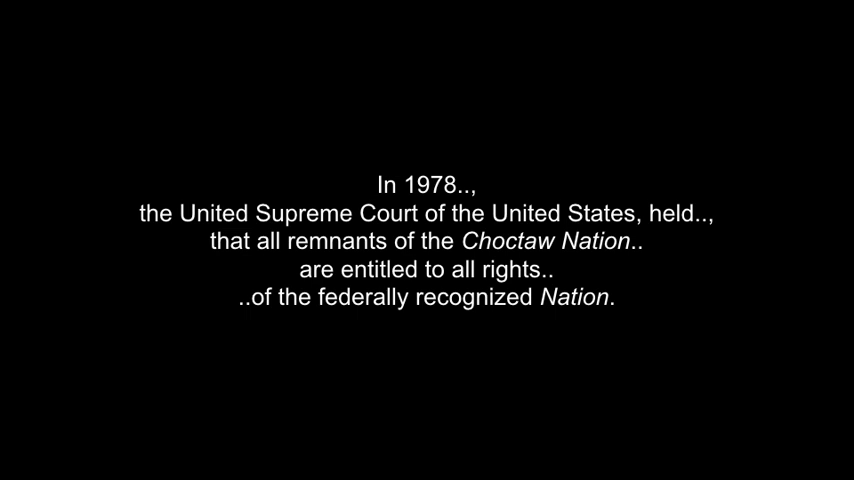 In 1978..,
the United Supreme Court of the United States, held..,
that all remnants of the Choctaw Nation..
are entitled to all rights..
..of the federally recognized Nation.